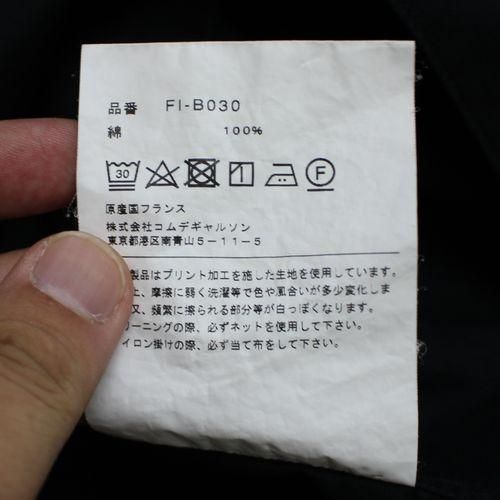 品番 FI-B030
綿 100%
30 F
原産国フランス
株式会社コムデギャルソン
東京都港区南青山5-11-5
製品はプリント加工を施した生地を使用しています。
上、摩擦に弱く洗濯等で色や風合いが多少変化しま
又、頻繁に擦られる部分等が白っぽくなります。
リーニングの際、必ずネットを使用して下さい。
イロン掛けの際、必ず当て布をして下さい。